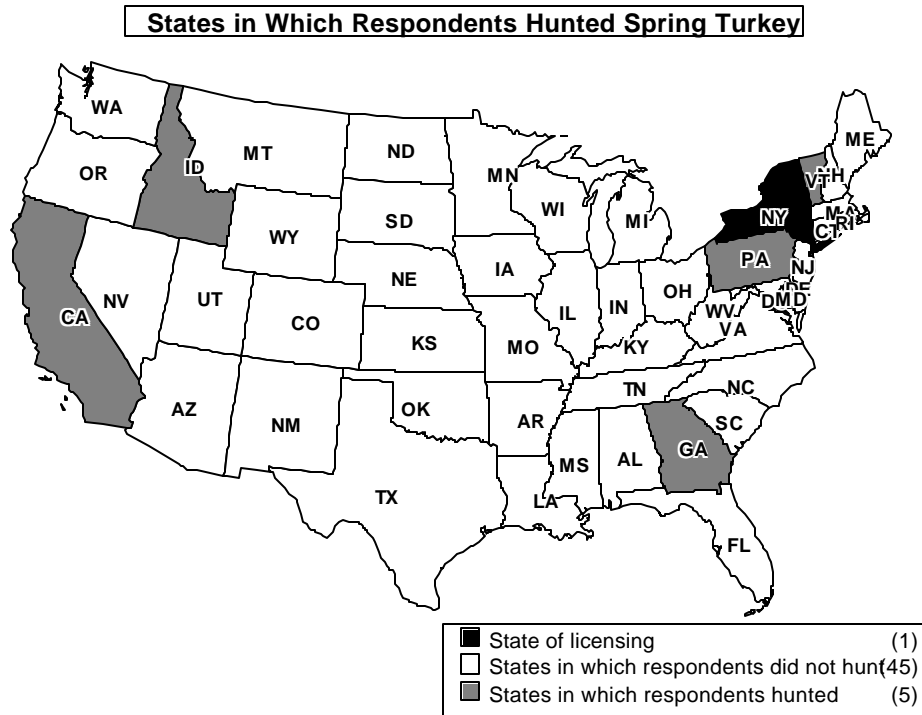 States in Which Respondents Hunted Spring Turkey
WA
MT
ND
ME
OR
ID
MN
VT
NH
SD
WI
MI
NY
MA
RI
WY
CT
IA
PA
NE
NJ
NV
UT
OH
DE
IL
IN
DC
MD
CO
WV
CA
VA
KS
MO
KY
NC
TN
AZ
OK
AR
SC
NM
GA
MS
AL
TX
LA
FL
State of licensing (1)
States in which respondents did not hunt (45)
States in which respondents hunted (5)